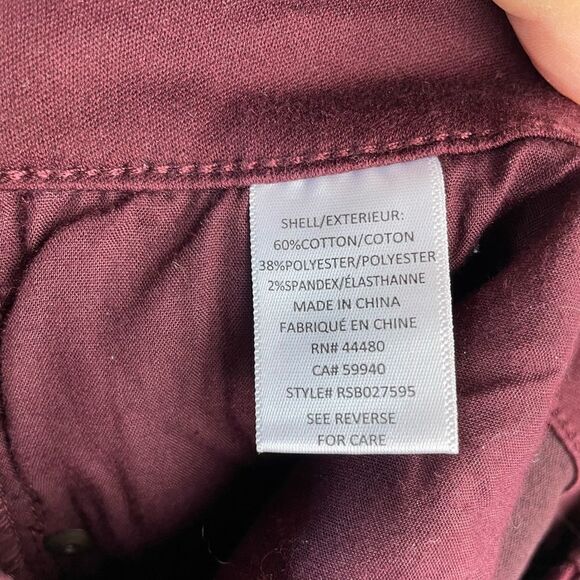 SHELL/EXTERIEUR:
60%COTTON/COTON
38%POLYESTER/POLYESTER
2%SPANDEX/ÉLASTHANNE
MADE IN CHINA
FABRIQUÉ EN CHINE
RN# 44480
CA# 59940
STYLE# RSB027595
SEE REVERSE
FOR CARE